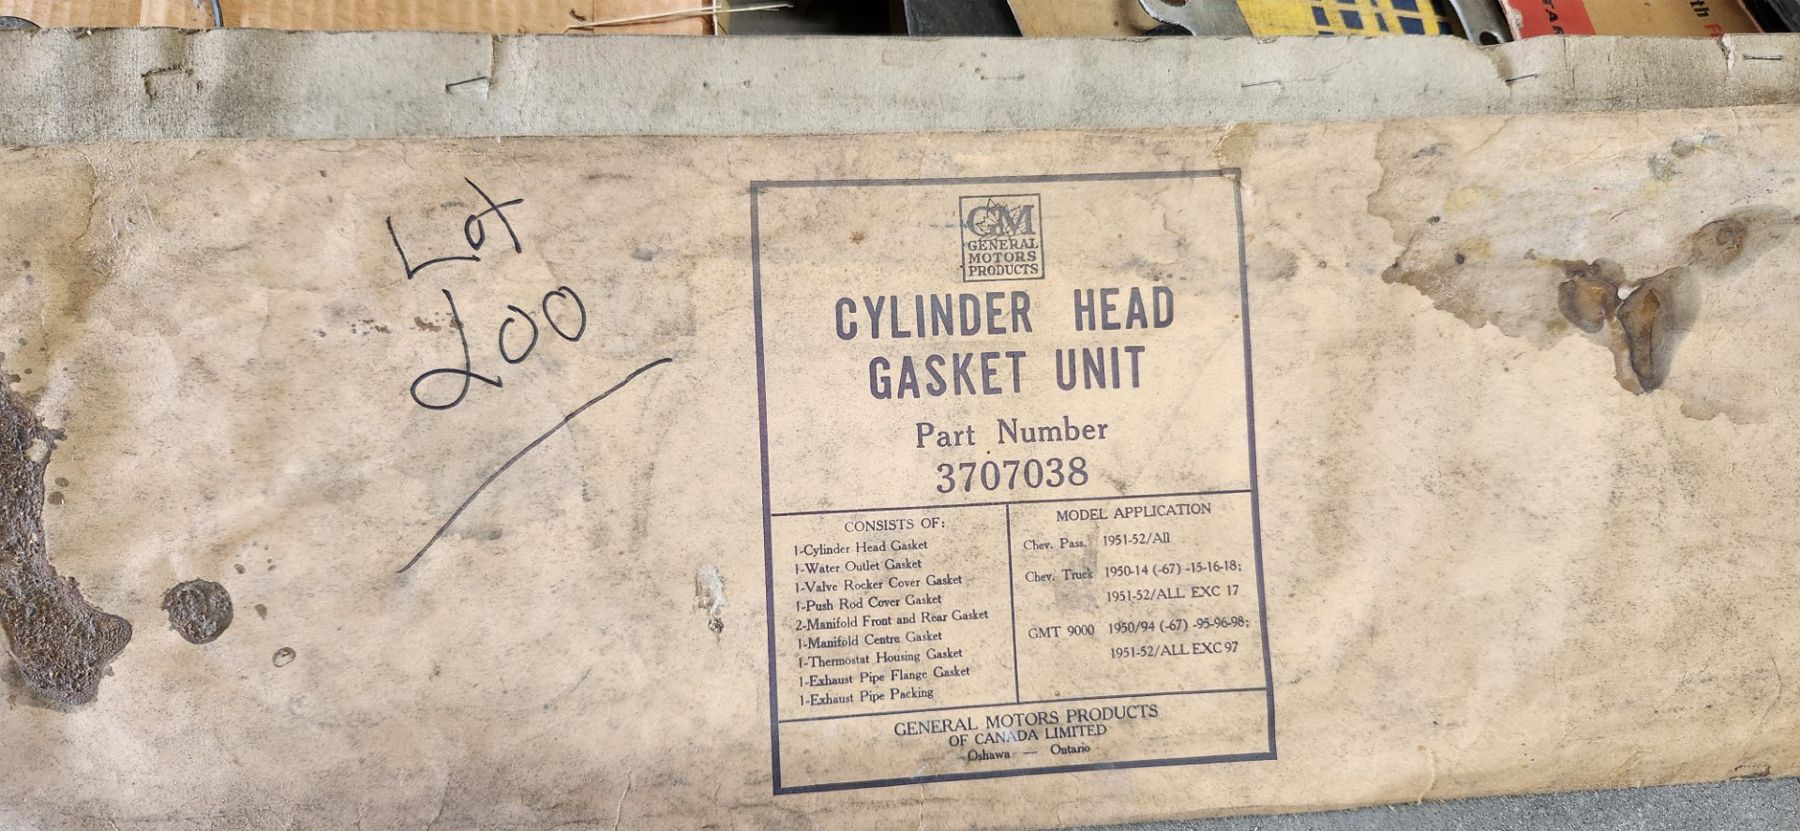 TAR
th F
Lot
200
GM
GENERAL
MOTORS
PRODUCTS
CYLINDER HEAD
GASKET UNIT
Part Number
3707038
CONSISTS OF:
1-Cylinder Head Gasket
1-Water Outlet Gasket
1-Valve Rocker Cover Gasket
1-Push Rod Cover Gasket
2-Manifold Front and Rear Gasket
1-Manifold Centre Gasket
1-Thermostat Housing Gasket
1-Exhaust Pipe Flange Gasket
1-Exhaust Pipe Packing
MODEL APPLICATION
Chev. Pass. 1951-52/All
Chev. Truck 1950-14 (-67) -15-16-18;
1951-52/ALL EXC 17
GMT 9000 1950/94 (-67) -95-96-98;
1951-52/ALL EXC 97
GENERAL MOTORS PRODUCTS
OF CANADA LIMITED
Oshawa — Ontario